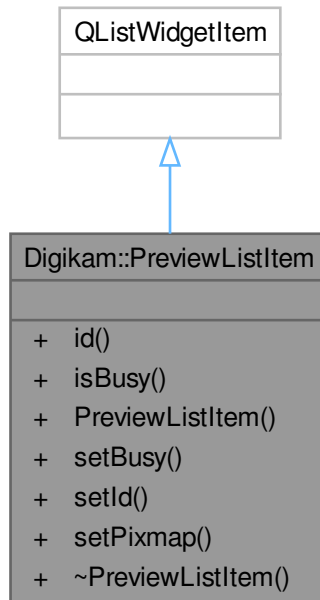 QListWidgetItem
Digikam::PreviewListItem
+ id()
+ isBusy()
+ PreviewListItem()
+ setBusy()
+ setId()
+ setPixmap()
+ ~PreviewListItem()